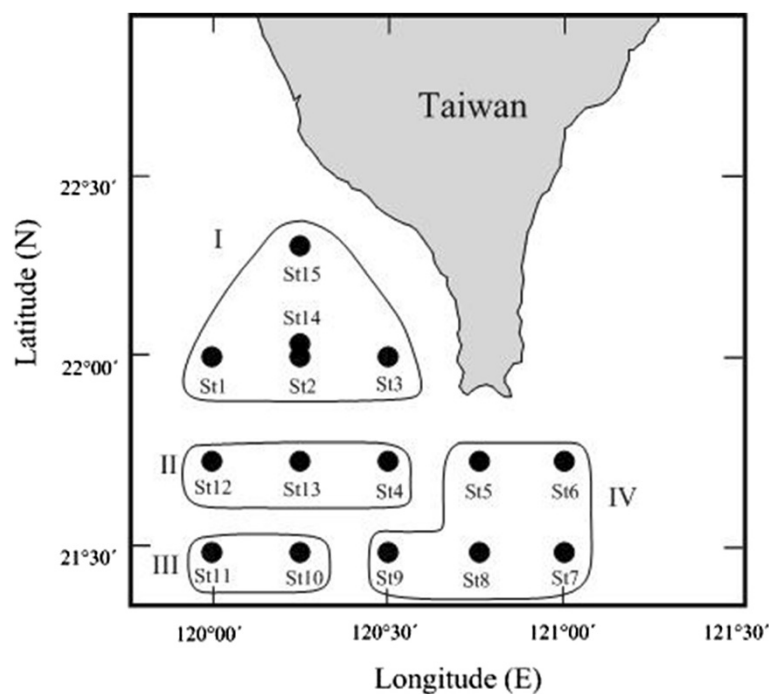 Taiwan
22°30´
I
St15
St14
Latitude (N)
22°00´
St1 St2 St3
II
St12 St13 St4 St5 St6
IV
21°30´
III
St11 St10 St9 St8 St7
120°00´ 120°30´ 121°00´ 121°30´
Longitude (E)